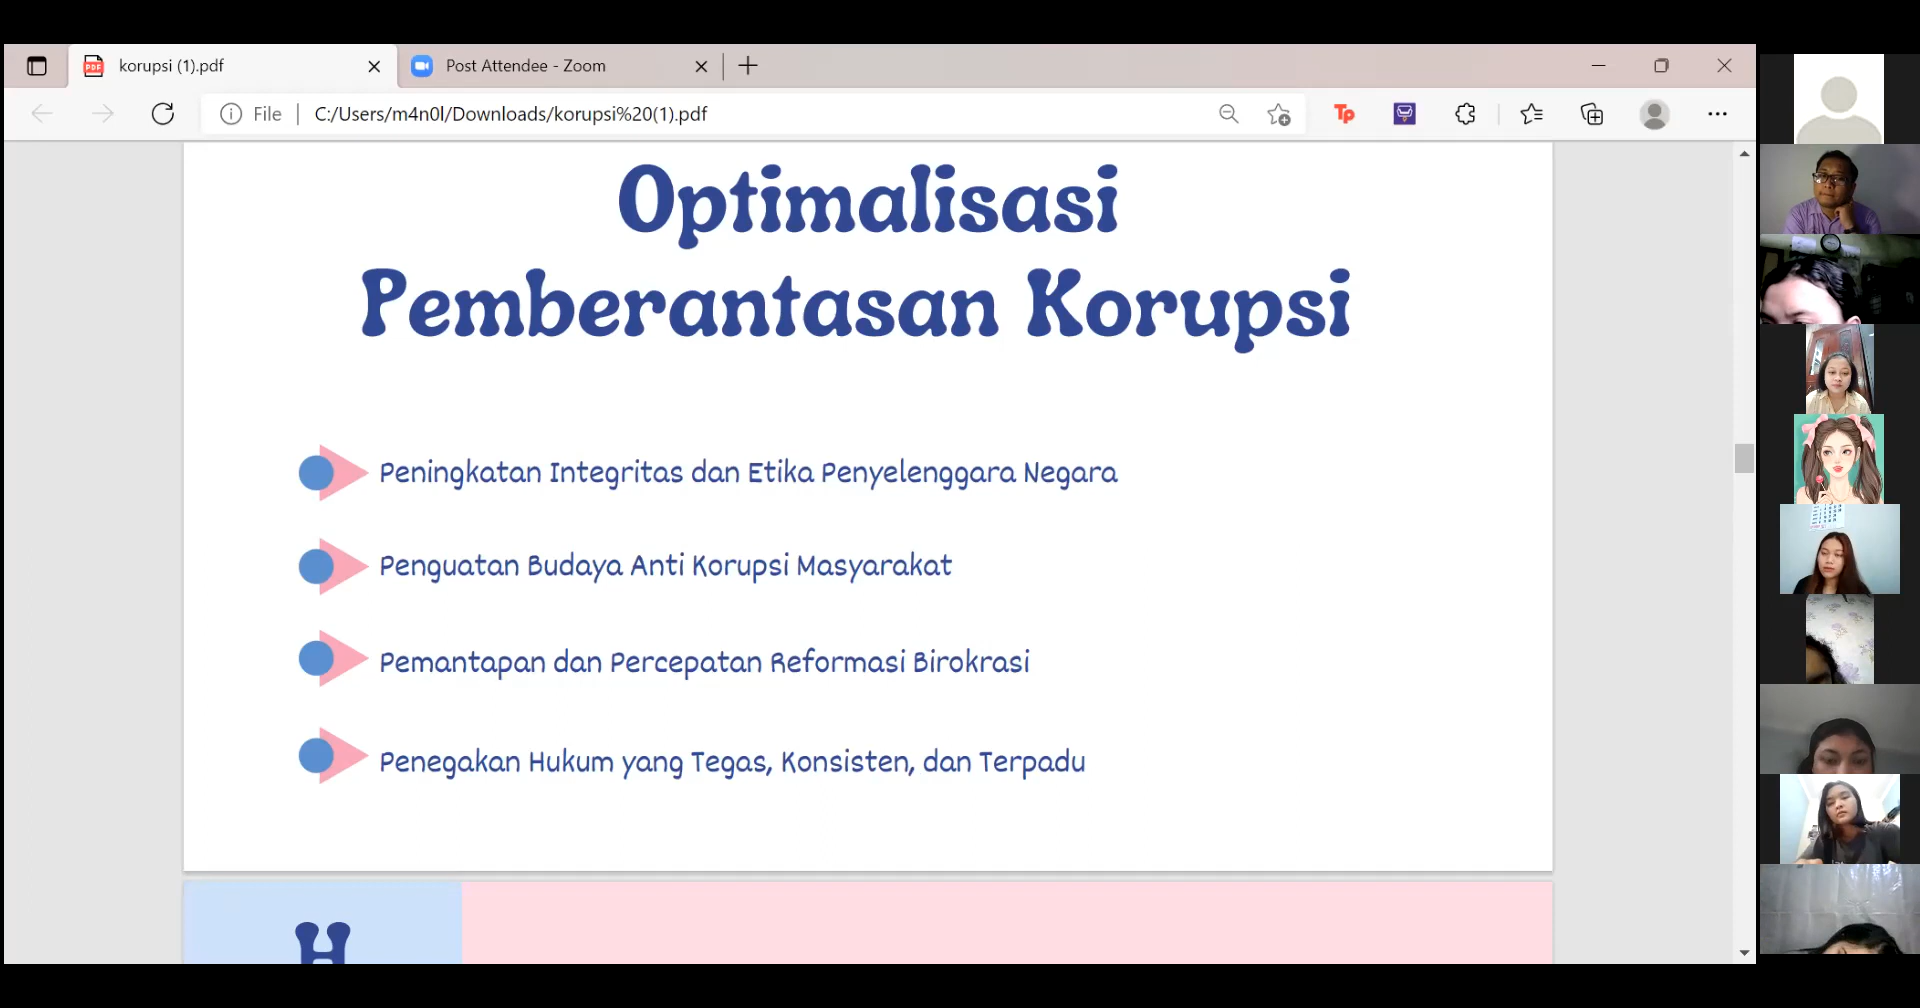 korupsi (1).pdf
Post Attendee - Zoom
File
C:/Users/m4n0l/Downloads/korupsi%20(1).pdf
Tp
Optimalisasi
Pemberantasan Korupsi
Peningkatan Integritas dan Etika Penyelenggara Negara
Penguatan Budaya Anti Korupsi Masyarakat
Pemantapan dan Percepatan Reformasi Birokrasi
Penegakan Hukum yang Tegas, Konsisten, dan Terpadu
H